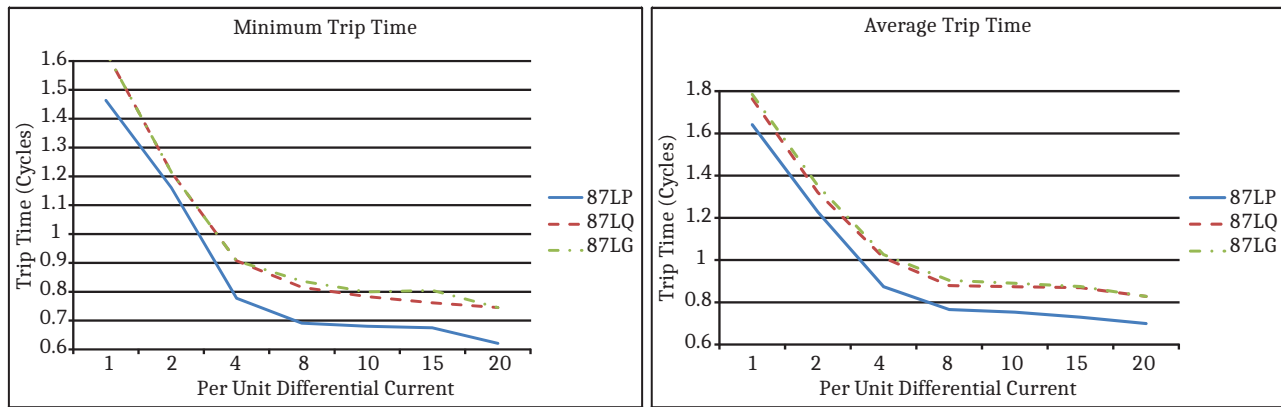 Minimum Trip Time
Trip Time (Cycles)
1.6
1.5
1.4
1.3
1.2
1.1
1
0.9
0.8
0.7
0.6
1 2 4 8 10 15 20
Per Unit Differential Current
87LP
87LQ
87LG
Average Trip Time
Trip Time (Cycles)
1.8
1.6
1.4
1.2
1
0.8
0.6
1 2 4 8 10 15 20
Per Unit Differential Current
87LP
87LQ
87LG